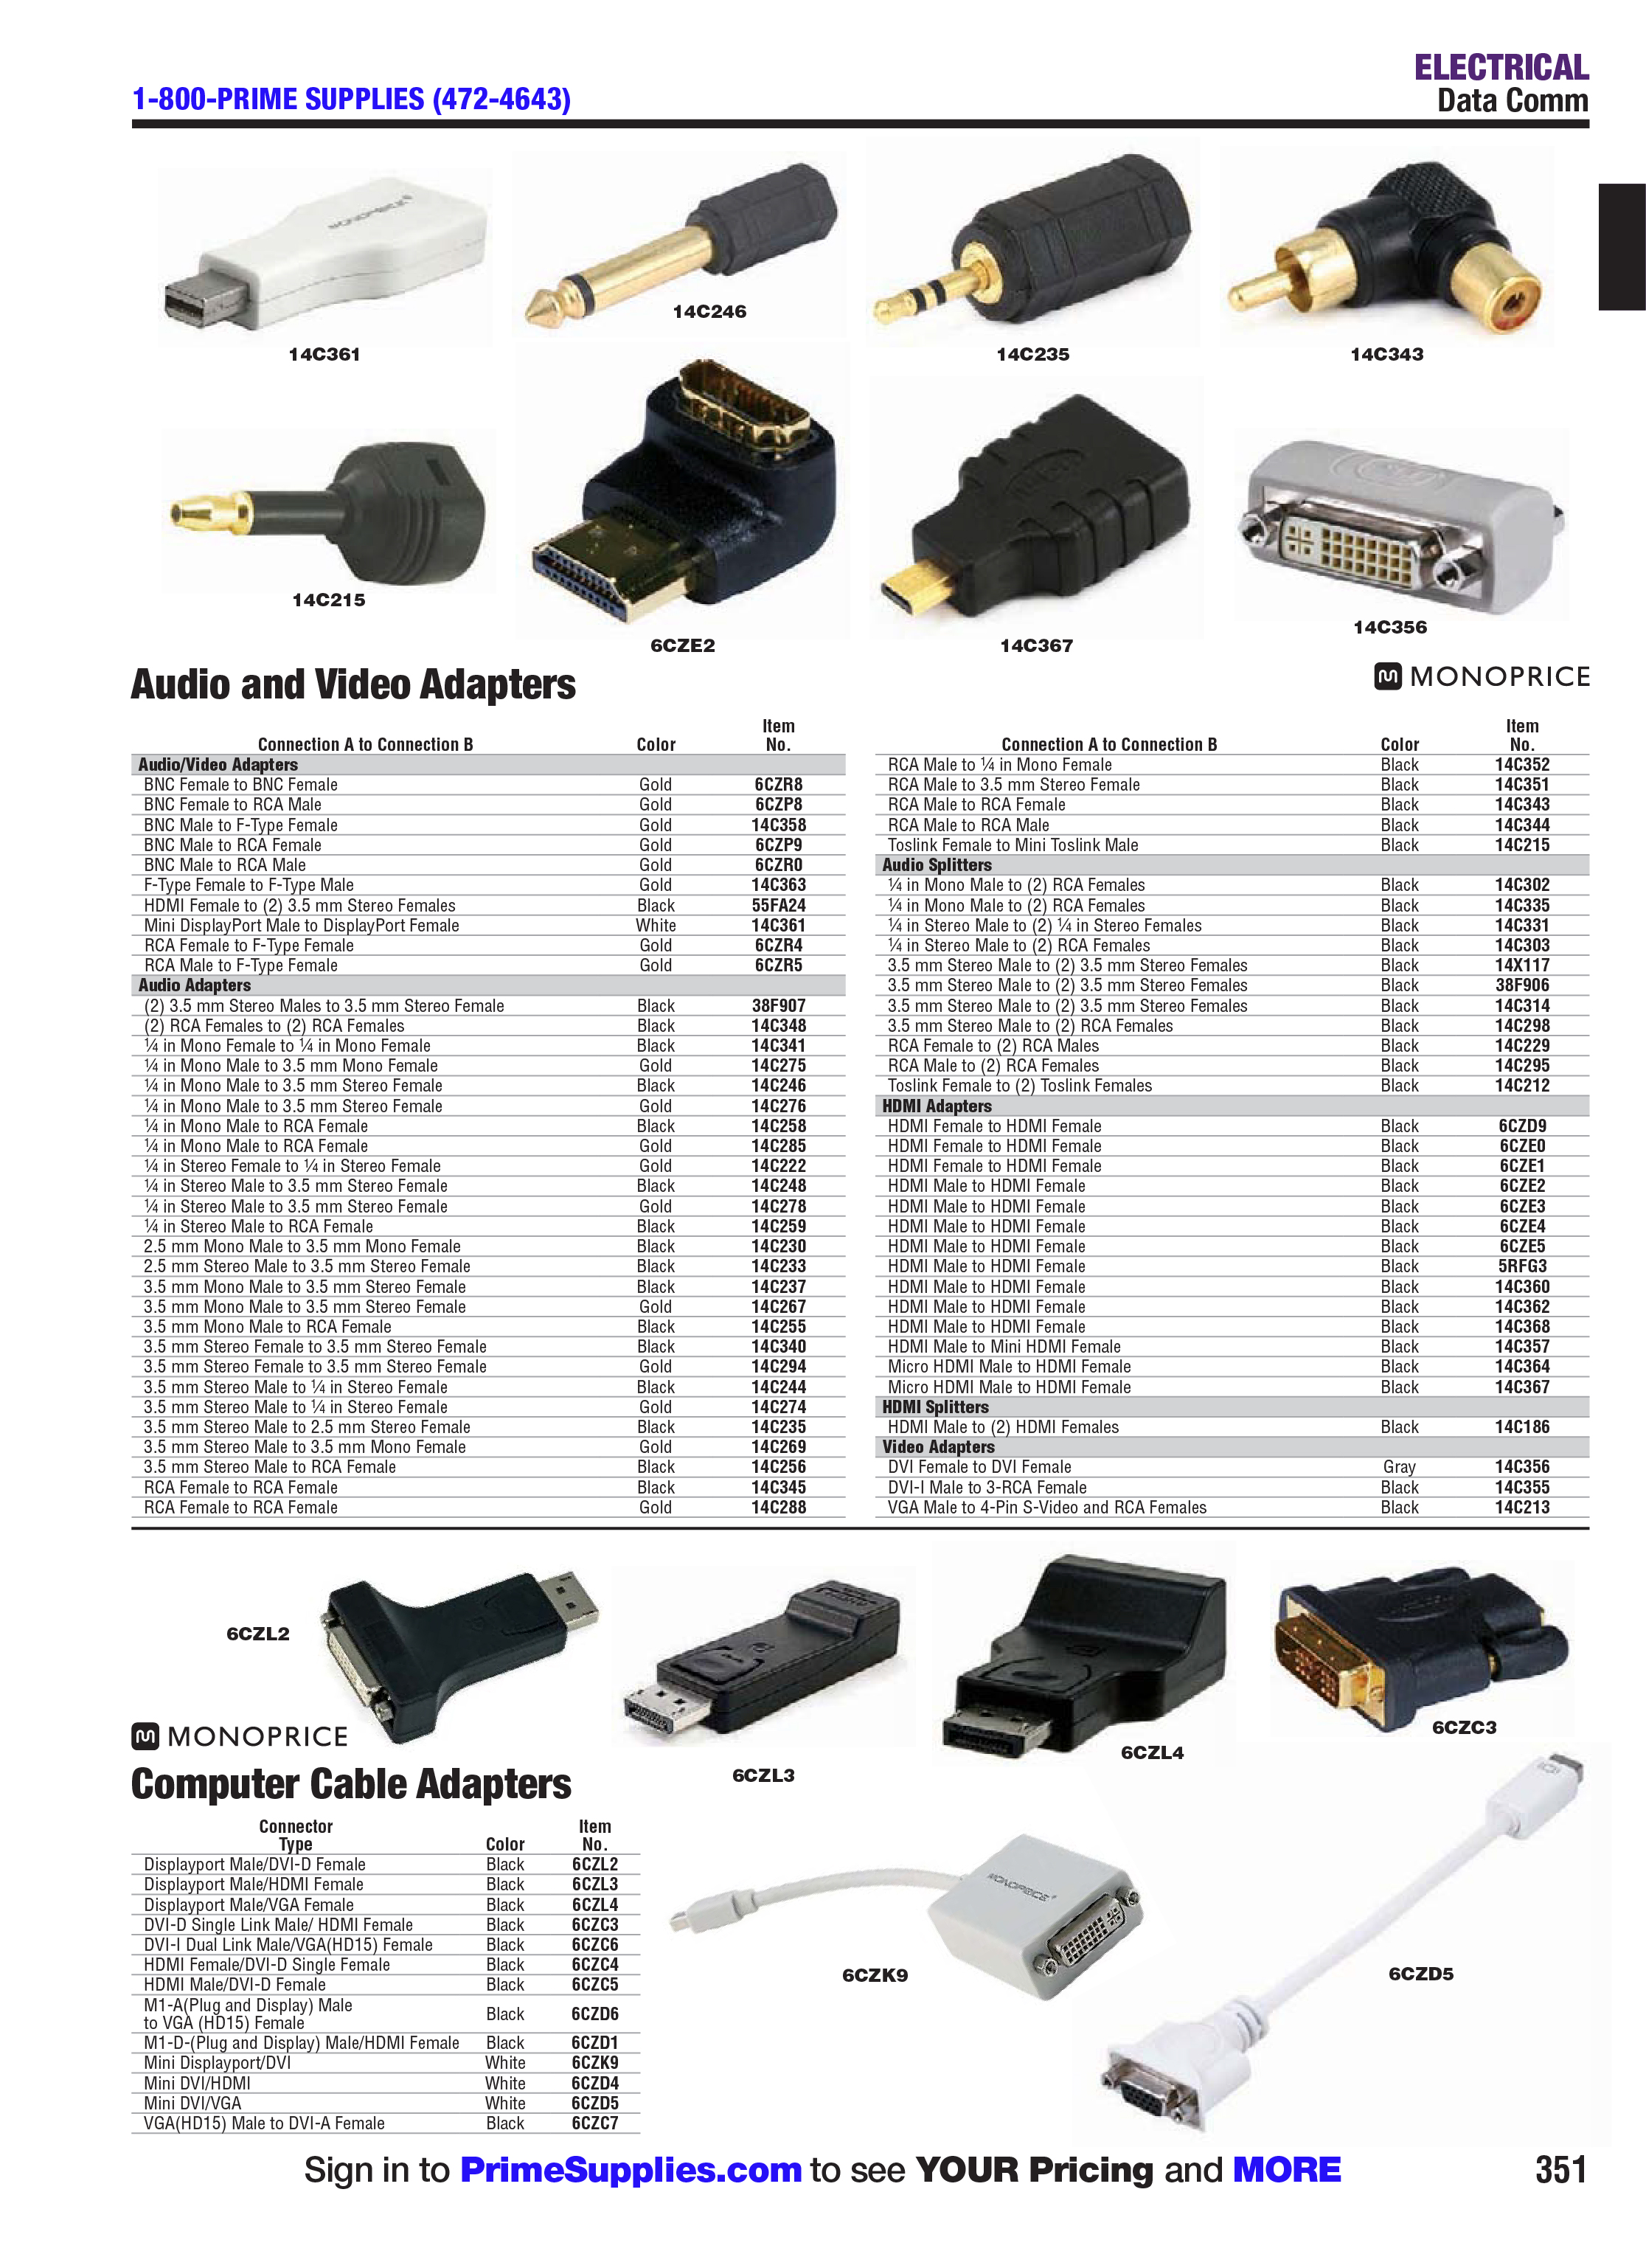 1-800-PRIME SUPPLIES (472-4643)
ELECTRICAL
Data Comm
MONOPRICE
14C361
14C246
14C235
14C343
14C215
6CZE2
14C367
14C356
Audio and Video Adapters
MONOPRICE
Connection A to Connection B Color Item No.
Audio/Video Adapters
BNC Female to BNC Female Gold 6CZR8
BNC Female to RCA Male Gold 6CZP8
BNC Male to F-Type Female Gold 14C358
BNC Male to RCA Female Gold 6CZP9
BNC Male to RCA Male Gold 6CZR0
F-Type Female to F-Type Male Gold 14C363
HDMI Female to (2) 3.5 mm Stereo Females Black 55FA24
Mini DisplayPort Male to DisplayPort Female White 14C361
RCA Female to F-Type Female Gold 6CZR4
RCA Male to F-Type Female Gold 6CZR5
Audio Adapters
(2) 3.5 mm Stereo Males to 3.5 mm Stereo Female Black 38F907
(2) RCA Females to (2) RCA Females Black 14C348
¼ in Mono Female to ¼ in Mono Female Black 14C341
¼ in Mono Male to 3.5 mm Mono Female Gold 14C275
¼ in Mono Male to 3.5 mm Stereo Female Black 14C246
¼ in Mono Male to 3.5 mm Stereo Female Gold 14C276
¼ in Mono Male to RCA Female Black 14C258
¼ in Mono Male to RCA Female Gold 14C285
¼ in Stereo Female to ¼ in Stereo Female Gold 14C222
¼ in Stereo Male to 3.5 mm Stereo Female Black 14C248
¼ in Stereo Male to 3.5 mm Stereo Female Gold 14C278
¼ in Stereo Male to RCA Female Black 14C259
2.5 mm Mono Male to 3.5 mm Mono Female Black 14C230
2.5 mm Stereo Male to 3.5 mm Stereo Female Black 14C233
3.5 mm Mono Male to 3.5 mm Stereo Female Black 14C237
3.5 mm Mono Male to 3.5 mm Stereo Female Gold 14C267
3.5 mm Mono Male to RCA Female Black 14C255
3.5 mm Stereo Female to 3.5 mm Stereo Female Black 14C340
3.5 mm Stereo Female to 3.5 mm Stereo Female Gold 14C294
3.5 mm Stereo Male to ¼ in Stereo Female Black 14C244
3.5 mm Stereo Male to ¼ in Stereo Female Gold 14C274
3.5 mm Stereo Male to 2.5 mm Stereo Female Black 14C235
3.5 mm Stereo Male to 3.5 mm Mono Female Gold 14C269
3.5 mm Stereo Male to RCA Female Black 14C256
RCA Female to RCA Female Black 14C345
RCA Female to RCA Female Gold 14C288
Connection A to Connection B Color Item No.
RCA Male to ¼ in Mono Female Black 14C352
RCA Male to 3.5 mm Stereo Female Black 14C351
RCA Male to RCA Female Black 14C343
RCA Male to RCA Male Black 14C344
Toslink Female to Mini Toslink Male Black 14C215
Audio Splitters
¼ in Mono Male to (2) RCA Females Black 14C302
¼ in Mono Male to (2) RCA Females Black 14C335
¼ in Stereo Male to (2) ¼ in Stereo Females Black 14C331
¼ in Stereo Male to (2) RCA Females Black 14C303
3.5 mm Stereo Male to (2) 3.5 mm Stereo Females Black 14X117
3.5 mm Stereo Male to (2) 3.5 mm Stereo Females Black 38F906
3.5 mm Stereo Male to (2) 3.5 mm Stereo Females Black 14C314
3.5 mm Stereo Male to (2) RCA Females Black 14C298
RCA Female to (2) RCA Males Black 14C229
RCA Male to (2) RCA Females Black 14C295
Toslink Female to (2) Toslink Females Black 14C212
HDMI Adapters
HDMI Female to HDMI Female Black 6CZD9
HDMI Female to HDMI Female Black 6CZE0
HDMI Female to HDMI Female Black 6CZE1
HDMI Male to HDMI Female Black 6CZE2
HDMI Male to HDMI Female Black 6CZE3
HDMI Male to HDMI Female Black 6CZE4
HDMI Male to HDMI Female Black 6CZE5
HDMI Male to HDMI Female Black 5RFG3
HDMI Male to HDMI Female Black 14C360
HDMI Male to HDMI Female Black 14C362
HDMI Male to HDMI Female Black 14C368
HDMI Male to Mini HDMI Female Black 14C357
Micro HDMI Male to HDMI Female Black 14C364
Micro HDMI Male to HDMI Female Black 14C367
HDMI Splitters
HDMI Male to (2) HDMI Females Black 14C186
Video Adapters
DVI Female to DVI Female Gray 14C356
DVI-I Male to 3-RCA Female Black 14C355
VGA Male to 4-Pin S-Video and RCA Females Black 14C213
6CZL2
6CZL3
6CZL4
6CZC3
MONOPRICE
Computer Cable Adapters
Connector Type Color Item No.
Displayport Male/DVI-D Female Black 6CZL2
Displayport Male/HDMI Female Black 6CZL3
Displayport Male/VGA Female Black 6CZL4
DVI-D Single Link Male/ HDMI Female Black 6CZC3
DVI-I Dual Link Male/VGA(HD15) Female Black 6CZC6
HDMI Female/DVI-D Single Female Black 6CZC4
HDMI Male/DVI-D Female Black 6CZC5
M1-A(Plug and Display) Male
to VGA (HD15) Female Black 6CZD6
M1-D-(Plug and Display) Male/HDMI Female Black 6CZD1
Mini Displayport/DVI White 6CZK9
Mini DVI/HDMI White 6CZD4
Mini DVI/VGA White 6CZD5
VGA(HD15) Male to DVI-A Female Black 6CZC7
MONOPRICE
6CZK9
6CZD5
Sign in to PrimeSupplies.com to see YOUR Pricing and MORE
351